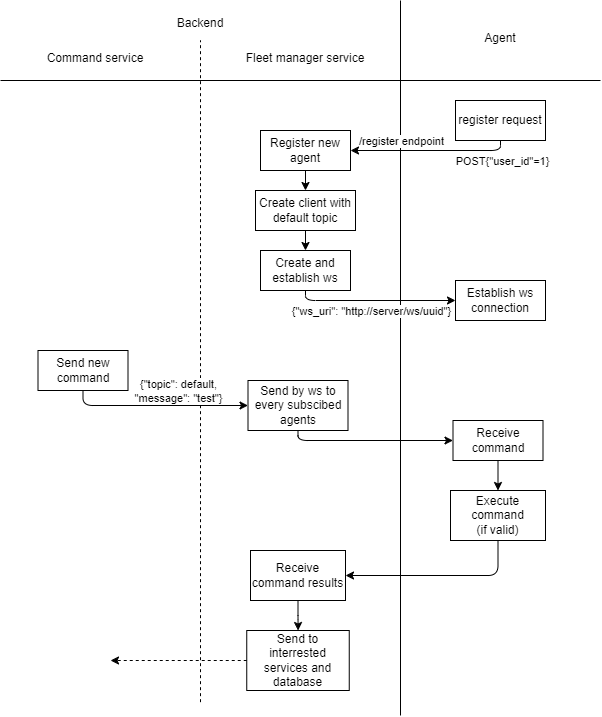 Backend
Agent
Command service
Fleet manager service
register request
/register endpoint
POST{"user_id"=1}
Register new
agent
Create client with
default topic
Create and
establish ws
{"ws_uri": "http://server/ws/uuid"}
Establish ws
connection
Send new
command
{"topic": default,
"message": "test"}
Send by ws to
every subscibed
agents
Receive
command
Execute
command
(if valid)
Receive
command results
Send to
interrested
services and
database